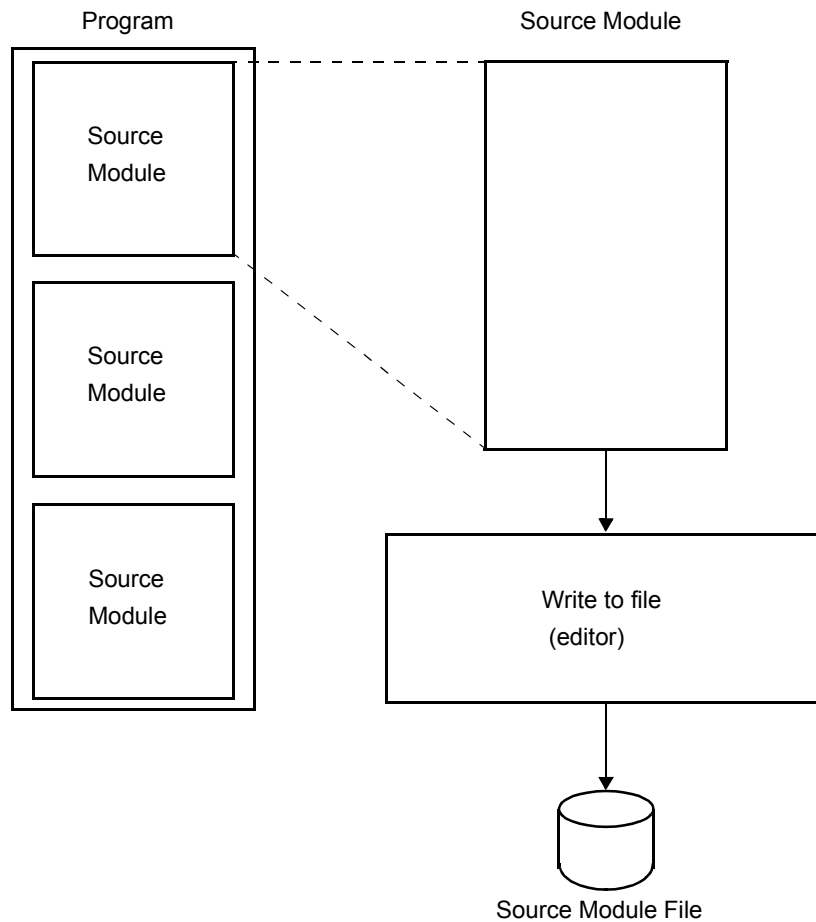 Program
Source Module
Source
Module
Source
Module
Source
Module
Write to file
(editor)
Source Module File